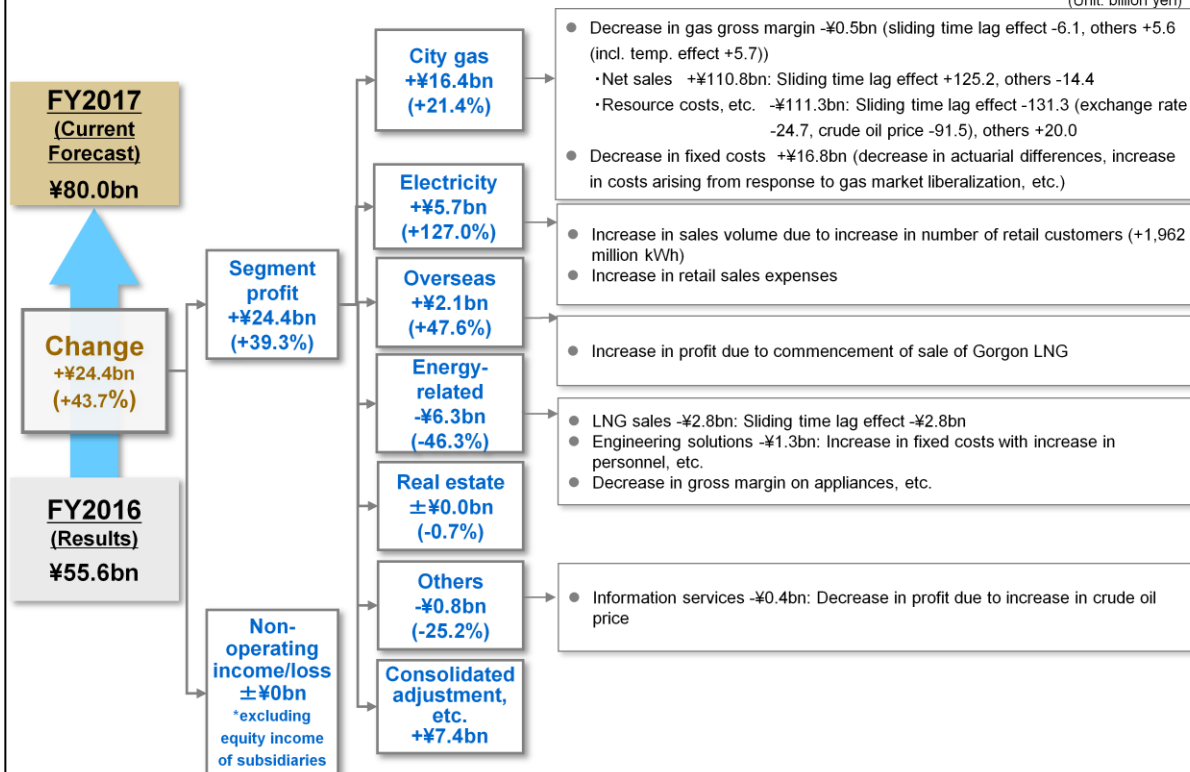 (Unit: billion yen)
FY2017
(Current
Forecast)
¥80.0bn
Change
+¥24.4bn
(+43.7%)
FY2016
(Results)
¥55.6bn
Segment
profit
+¥24.4bn
(+39.3%)
Non-
operating
income/loss
±¥0bn
*excluding
equity income
of subsidiaries
City gas
+¥16.4bn
(+21.4%)
● Decrease in gas gross margin -¥0.5bn (sliding time lag effect -6.1, others +5.6
(incl. temp. effect +5.7))
・Net sales +¥110.8bn: Sliding time lag effect +125.2, others -14.4
・Resource costs, etc. -¥111.3bn: Sliding time lag effect -131.3 (exchange rate
-24.7, crude oil price -91.5), others +20.0
● Decrease in fixed costs +¥16.8bn (decrease in actuarial differences, increase
in costs arising from response to gas market liberalization, etc.)
Electricity
+¥5.7bn
(+127.0%)
● Increase in sales volume due to increase in number of retail customers (+1,962
million kWh)
● Increase in retail sales expenses
Overseas
+¥2.1bn
(+47.6%)
● Increase in profit due to commencement of sale of Gorgon LNG
Energy-
related
-¥6.3bn
(-46.3%)
● LNG sales -¥2.8bn: Sliding time lag effect -¥2.8bn
● Engineering solutions -¥1.3bn: Increase in fixed costs with increase in
personnel, etc.
● Decrease in gross margin on appliances, etc.
Real estate
±¥0.0bn
(-0.7%)
Others
-¥0.8bn
(-25.2%)
● Information services -¥0.4bn: Decrease in profit due to increase in crude oil
price
Consolidated
adjustment,
etc.
+¥7.4bn